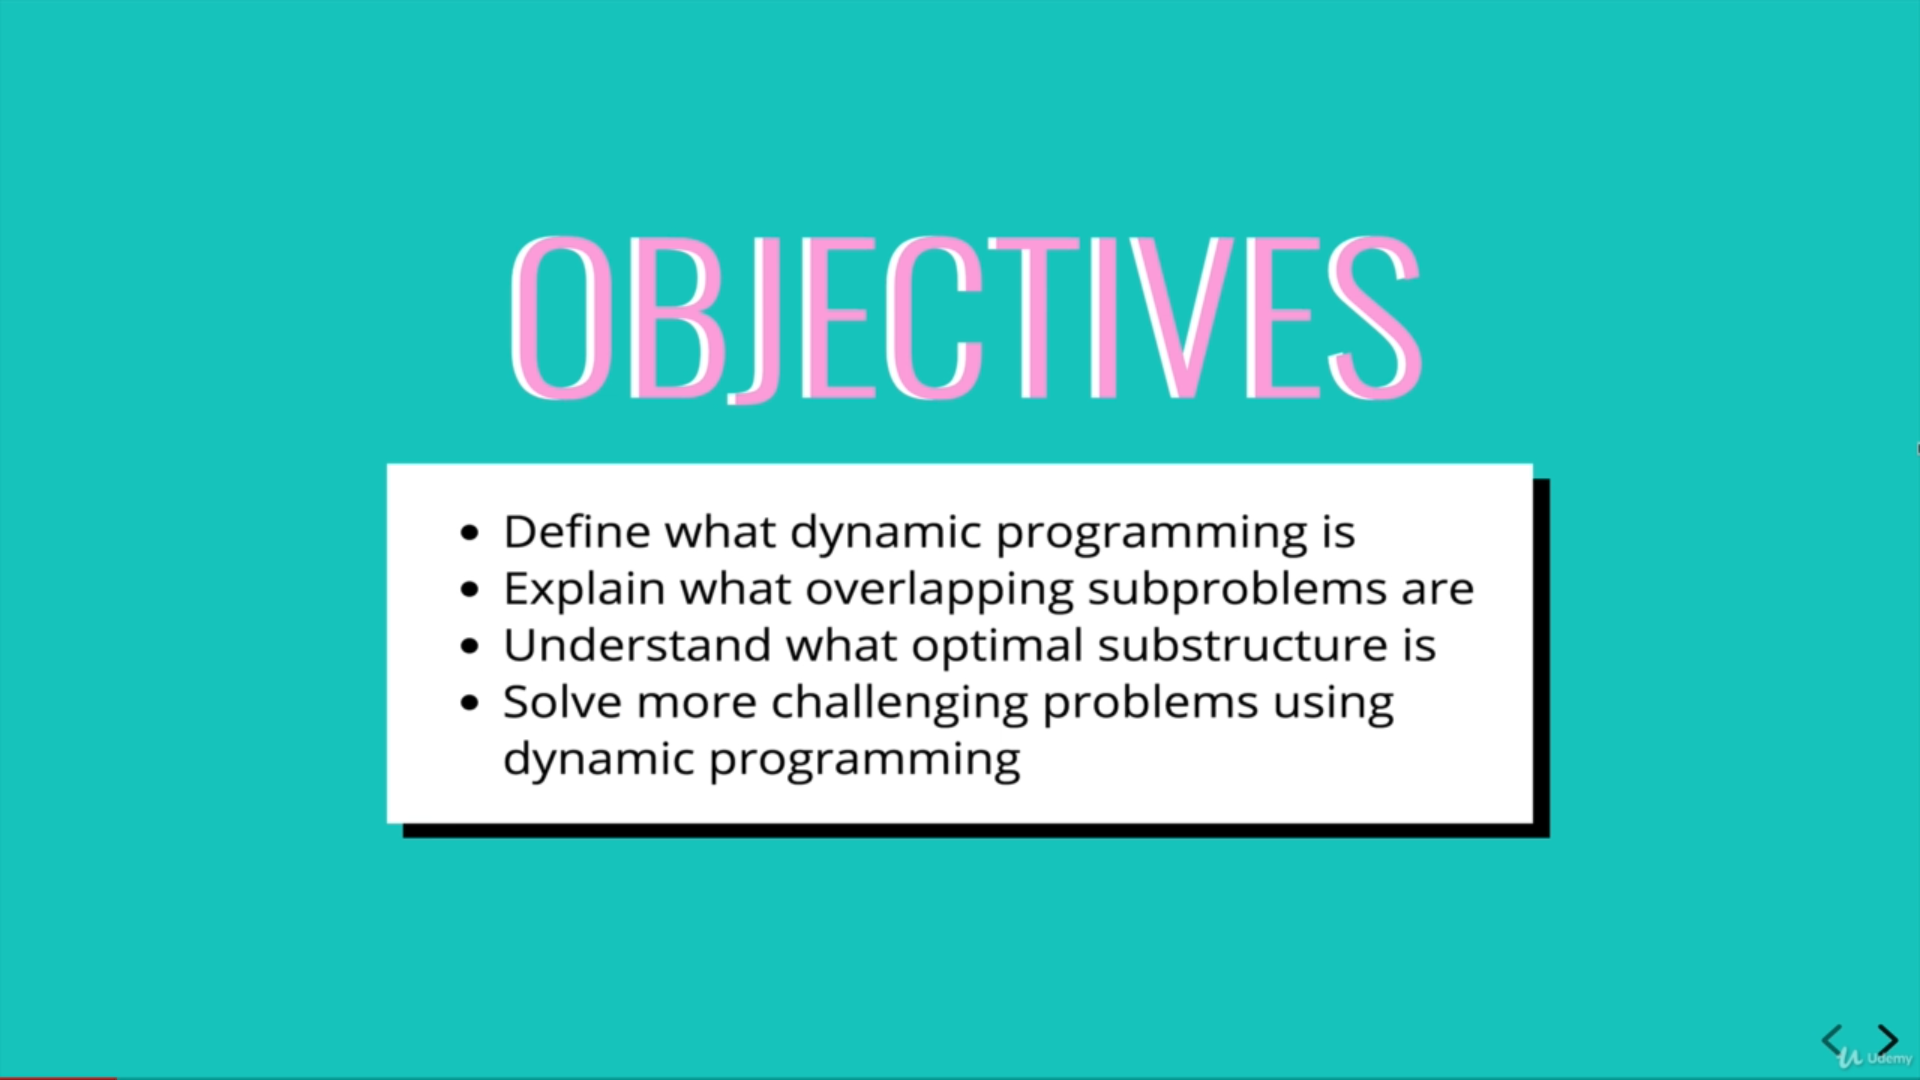 OBJECTIVES
• Define what dynamic programming is
• Explain what overlapping subproblems are
• Understand what optimal substructure is
• Solve more challenging problems using
dynamic programming
Udemy